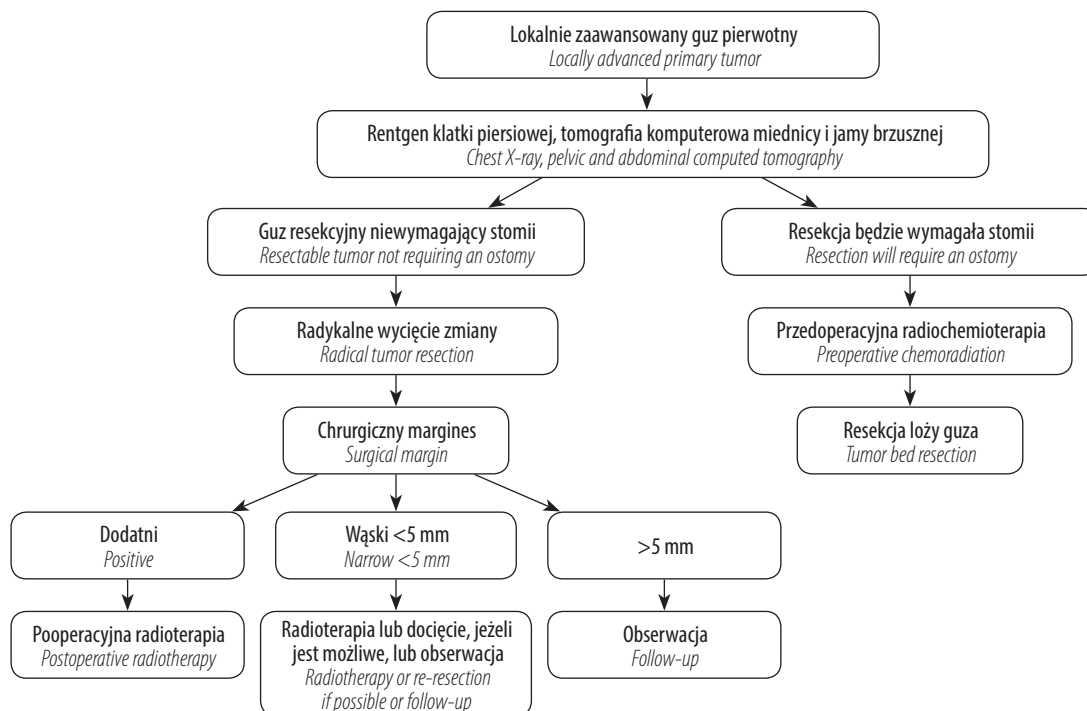 Lokalnie zaawansowany guz pierwotny
Locally advanced primary tumor
Rentgen klatki piersiowej, tomografia komputerowa miednicy i jamy brzusznej
Chest X-ray, pelvic and abdominal computed tomography
Guz resekcyjny niewymagający stomii
Resectable tumor not requiring an ostomy
Resekcja będzie wymagała stomii
Resection will require an ostomy
Radykalne wycięcie zmiany
Radical tumor resection
Przedoperacyjna radiochemioterapia
Preoperative chemoradiation
Chirurgiczny margines
Surgical margin
Resekcja loży guza
Tumor bed resection
Dodatni
Positive
Wąski <5 mm
Narrow <5 mm
>5 mm
Pooperacyjna radioterapia
Postoperative radiotherapy
Radioterapia lub docięcie, jeżeli
jest możliwe, lub obserwacja
Radiotherapy or re-resection
if possible or follow-up
Obserwacja
Follow-up